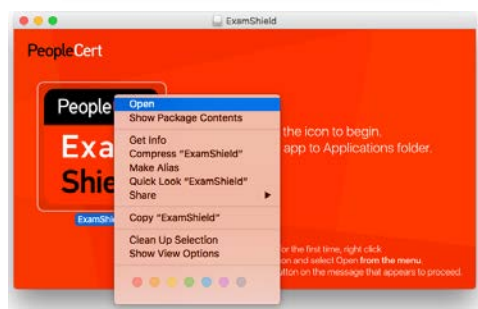 ExamShield
PeopleCert
People
Exa
Shie
ExamShi
Open
Show Package Contents
Get Info
Compress "ExamShield"
Make Alias
Quick Look "ExamShield"
Share
Copy "ExamShield"
Clean Up Selection
Show View Options
the icon to begin.
app to Applications folder.
or the first time, right click
on and select Open from the menu.
utton on the message that appears to proceed.